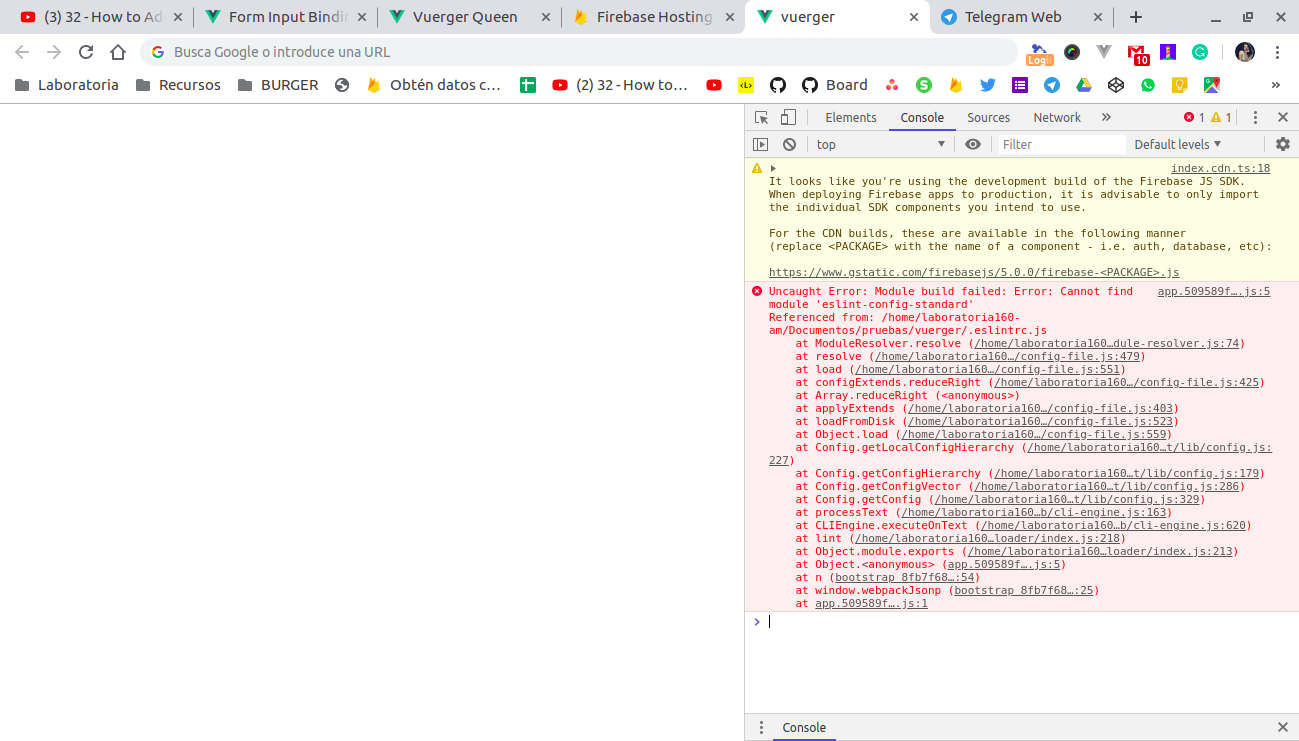 (3) 32 - How to Ad
Form Input Bindin
Vuerger Queen
Firebase Hosting
vuerger
Telegram Web
Busca Google o introduce una URL
Logi
10
Laboratoria
Recursos
BURGER
Obtén datos c…
(2) 32 - How to…
<L>
Board
»
Elements
Console
Sources
Network
»
1
1
top
Filter
Default levels
index.cdn.ts:18
It looks like you're using the development build of the Firebase JS SDK.
When deploying Firebase apps to production, it is advisable to only import
the individual SDK components you intend to use.
For the CDN builds, these are available in the following manner
(replace <PACKAGE> with the name of a component - i.e. auth, database, etc):
https://www.gstatic.com/firebasejs/5.0.0/firebase-<PACKAGE>.js
Uncaught Error: Module build failed: Error: Cannot find app.509589f….js:5
module 'eslint-config-standard'
Referenced from: /home/laboratoria160-
am/Documentos/pruebas/vuerger/.eslintrc.js
at ModuleResolver.resolve (/home/laboratoria160…dule-resolver.js:74)
at resolve (/home/laboratoria160…/config-file.js:479)
at load (/home/laboratoria160…/config-file.js:551)
at configExtends.reduceRight (/home/laboratoria160…/config-file.js:425)
at Array.reduceRight (<anonymous>)
at applyExtends (/home/laboratoria160…/config-file.js:403)
at loadFromDisk (/home/laboratoria160…/config-file.js:523)
at Object.load (/home/laboratoria160…/config-file.js:559)
at Config.getLocalConfigHierarchy (/home/laboratoria160…t/lib/config.js:
227)
at Config.getConfigHierarchy (/home/laboratoria160…t/lib/config.js:179)
at Config.getConfigVector (/home/laboratoria160…t/lib/config.js:286)
at Config.getConfig (/home/laboratoria160…t/lib/config.js:329)
at processText (/home/laboratoria160…b/cli-engine.js:163)
at CLIEngine.executeOnText (/home/laboratoria160…b/cli-engine.js:620)
at lint (/home/laboratoria160…loader/index.js:218)
at Object.module.exports (/home/laboratoria160…loader/index.js:213)
at Object.<anonymous> (app.509589f….js:5)
at n (bootstrap 8fb7f68…:54)
at window.webpackJsonp (bootstrap 8fb7f68…:25)
at app.509589f….js:1
Console